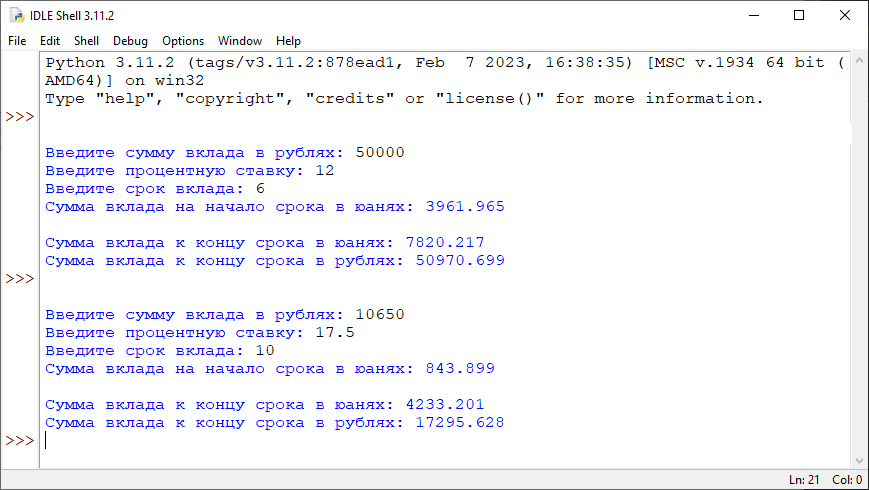 IDLE Shell 3.11.2
File Edit Shell Debug Options Window Help
Python 3.11.2 (tags/v3.11.2:878ead1, Feb  7 2023, 16:38:35) [MSC v.1934 64 bit (
AMD64)] on win32
Type "help", "copyright", "credits" or "license()" for more information.
>>>
Введите сумму вклада в рублях: 50000
Введите процентную ставку: 12
Введите срок вклада: 6
Сумма вклада на начало срока в юанях: 3961.965
Сумма вклада к концу срока в юанях: 7820.217
Сумма вклада к концу срока в рублях: 50970.699
>>>
Введите сумму вклада в рублях: 10650
Введите процентную ставку: 17.5
Введите срок вклада: 10
Сумма вклада на начало срока в юанях: 843.899
Сумма вклада к концу срока в юанях: 4233.201
Сумма вклада к концу срока в рублях: 17295.628
>>>
Ln: 21 Col: 0